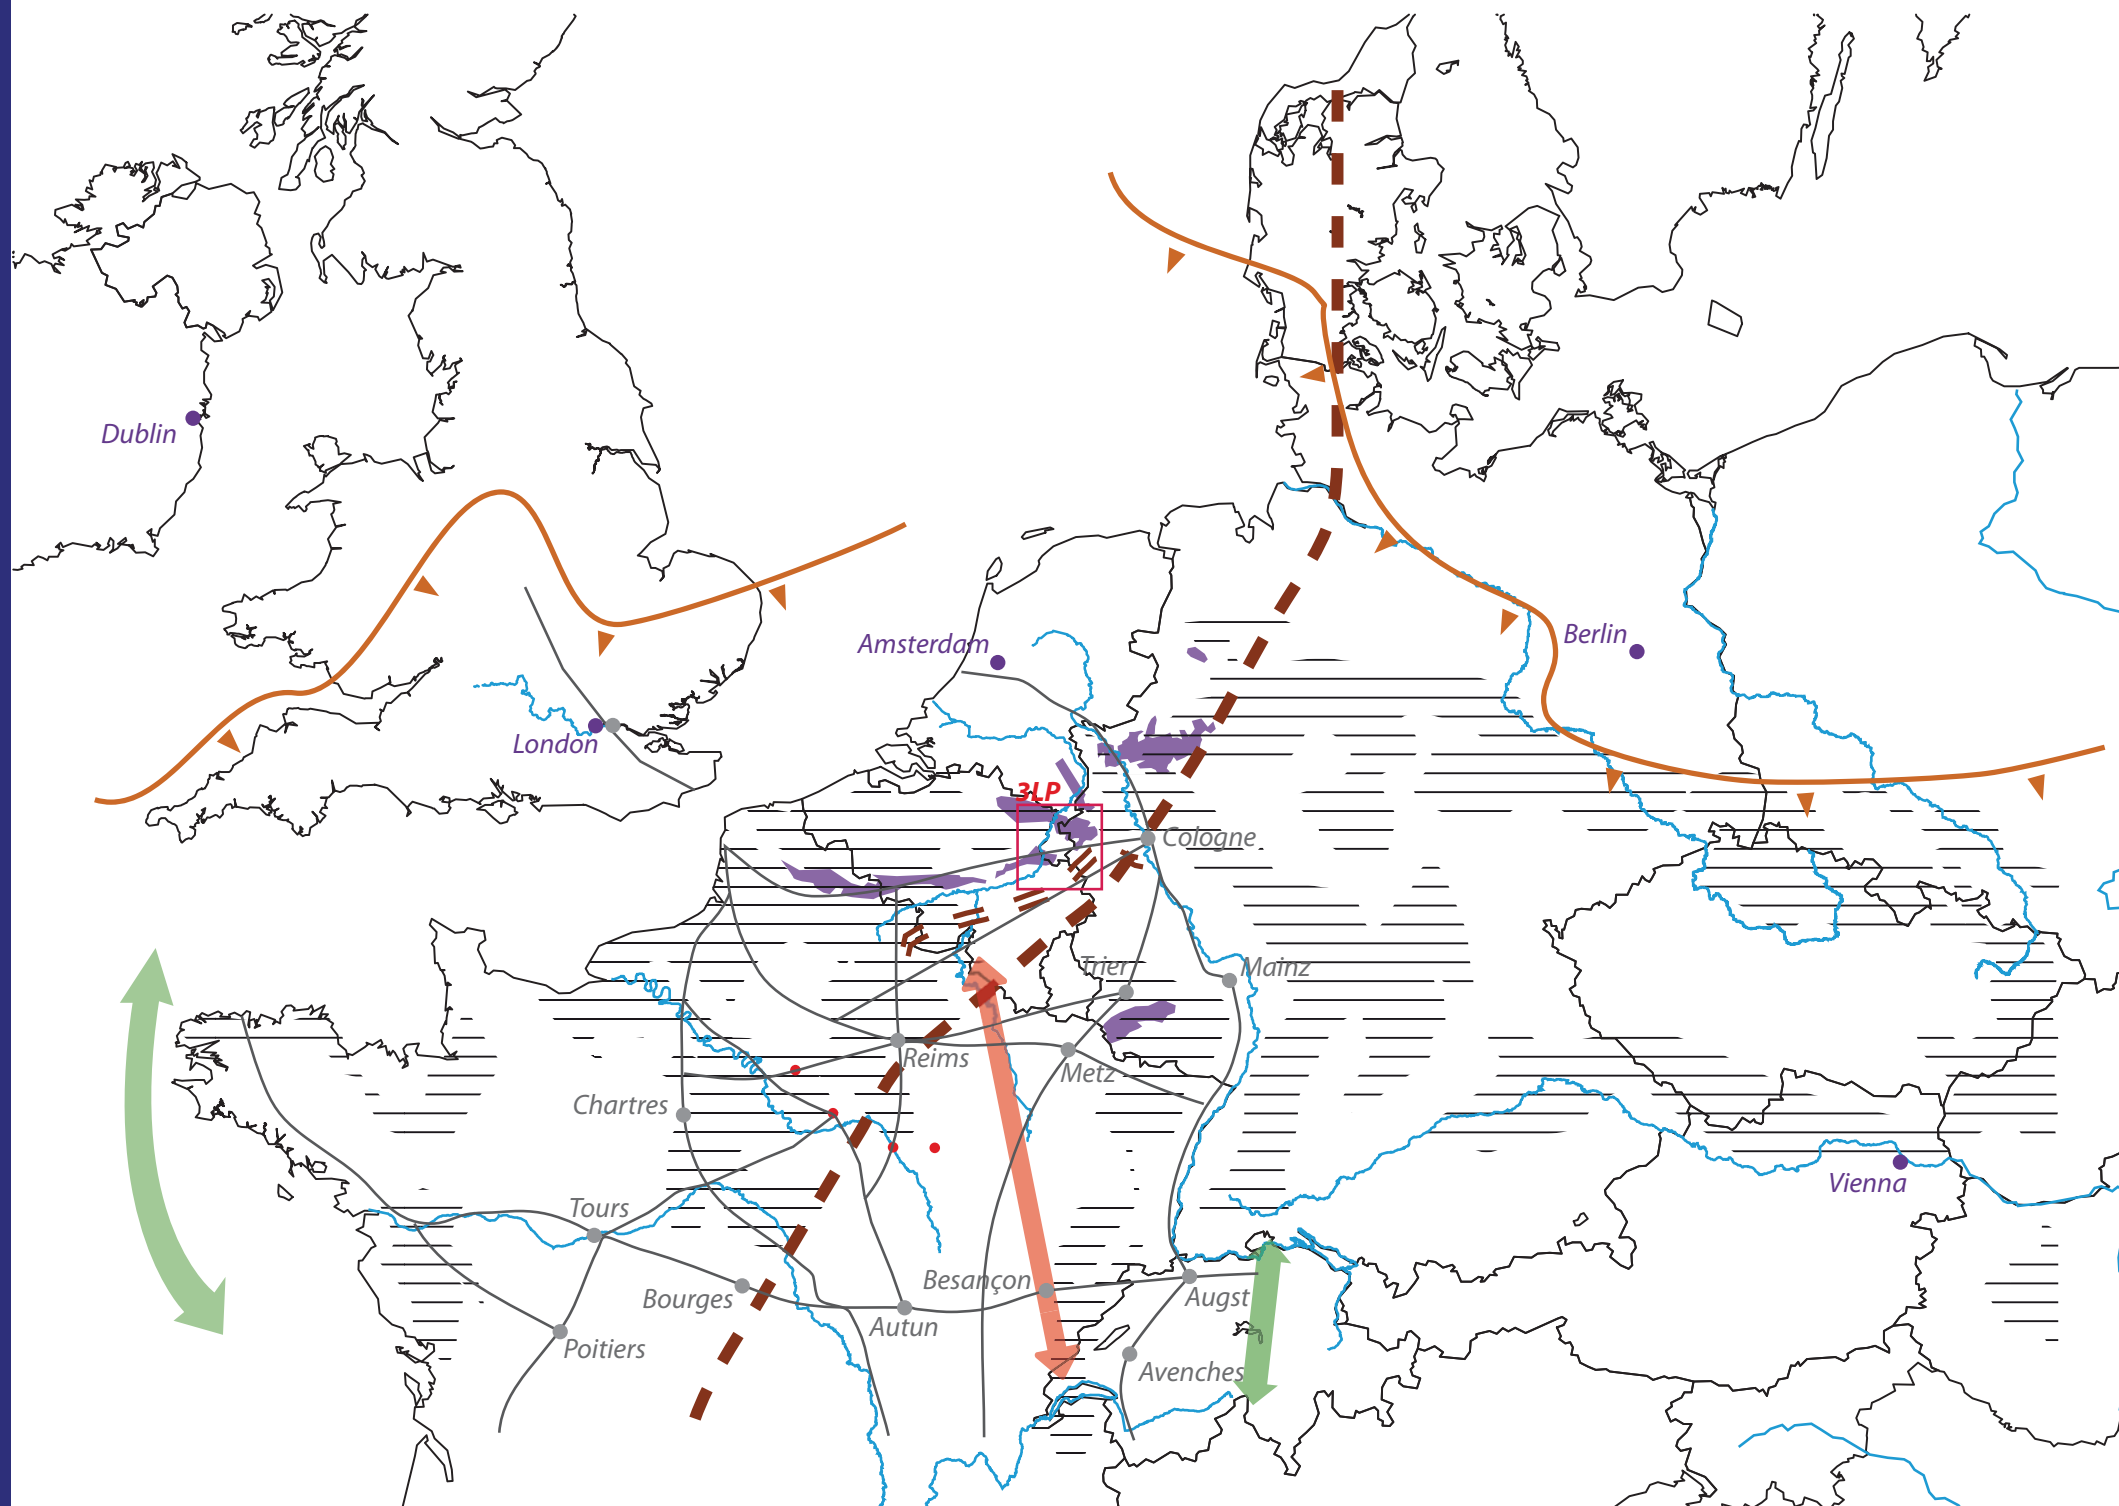 Dublin
Amsterdam
Berlin
London
3LP
Cologne
Trier
Mainz
Reims
Metz
Chartres
Vienna
Tours
Besançon
Bourges
Augst
Autun
Poitiers
Avenches